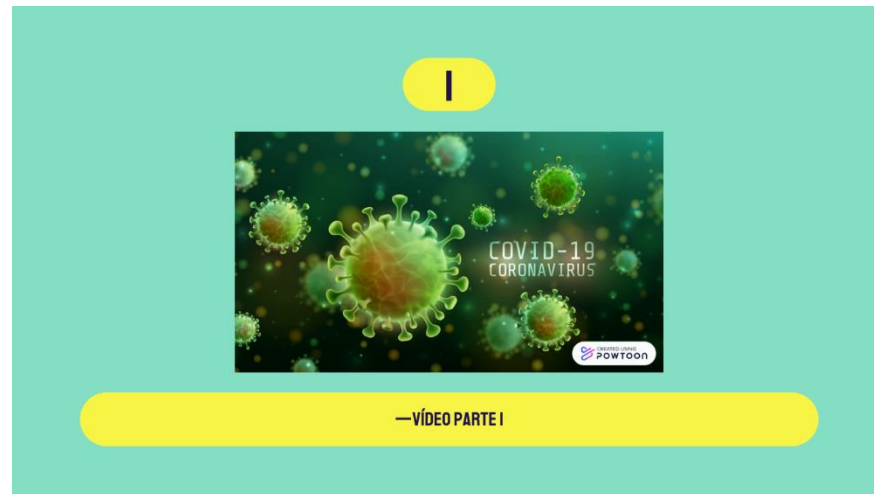 I
COVID-19
CORONAVIRUS
CREATED USING
POWTOON
—VÍDEO PARTE I